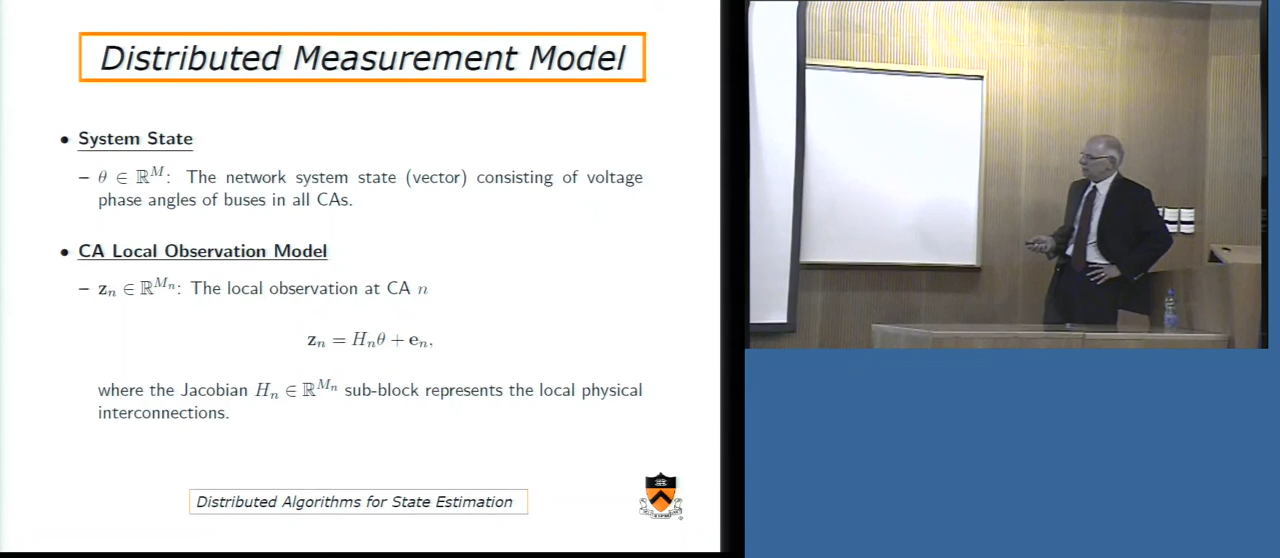 Distributed Measurement Model
• System State
– θ ∈ ℝ^M: The network system state (vector) consisting of voltage
phase angles of buses in all CAs.
• CA Local Observation Model
– z_n ∈ ℝ^{M_n}: The local observation at CA n
z_n = H_nθ + e_n,
where the Jacobian H_n ∈ ℝ^{M_n} sub-block represents the local physical
interconnections.
Distributed Algorithms for State Estimation